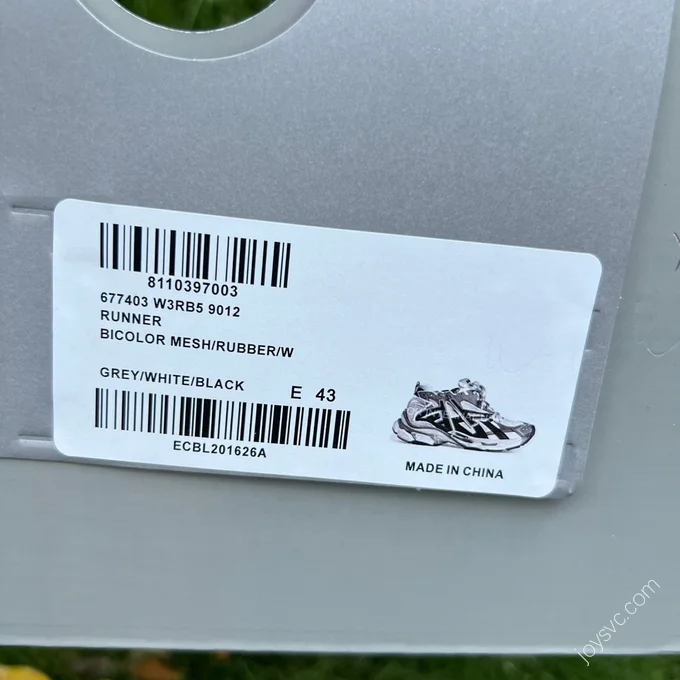 8110397003
677403 W3RB5 9012
RUNNER
BICOLOR MESH/RUBBER/W
GREY/WHITE/BLACK E 43
ECBL201626A
MADE IN CHINA
joysvc.com